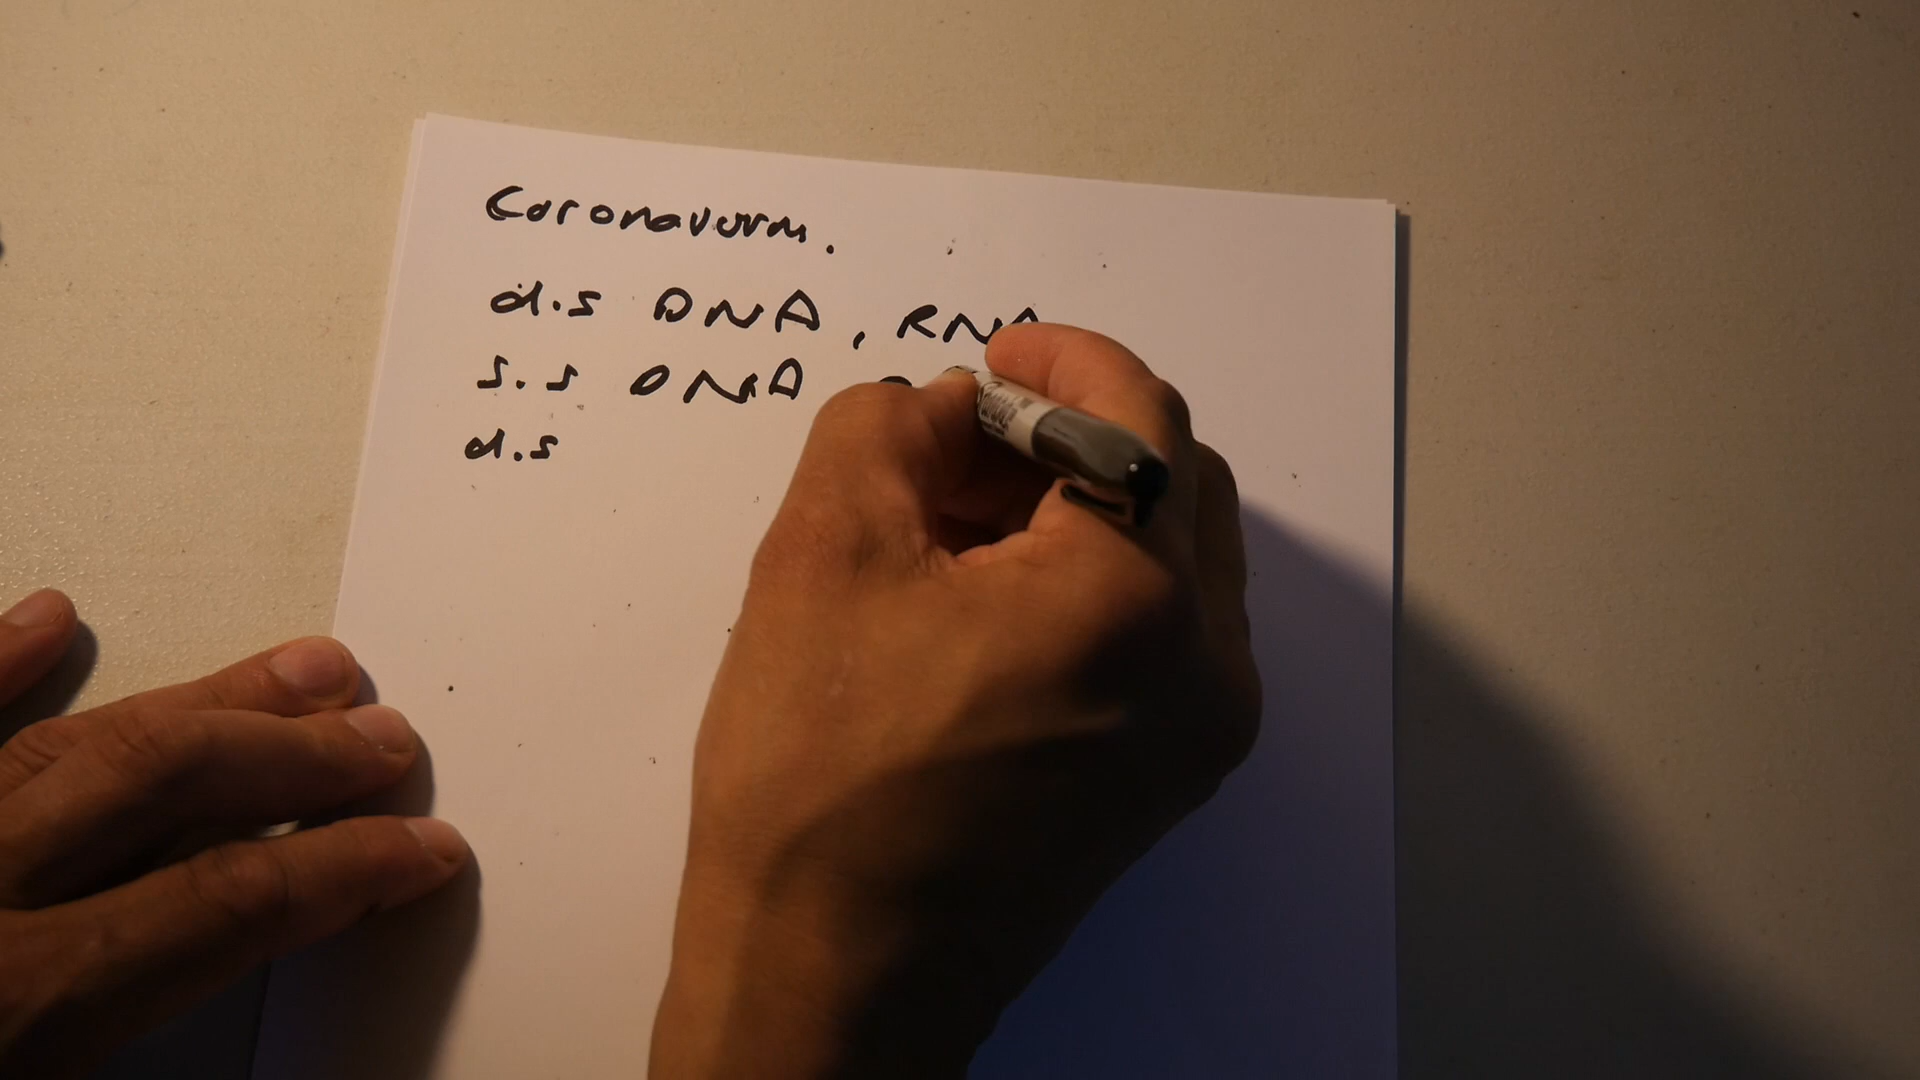 Coronavirus.
d.s DNA, RNA
s.s DNA
d.s